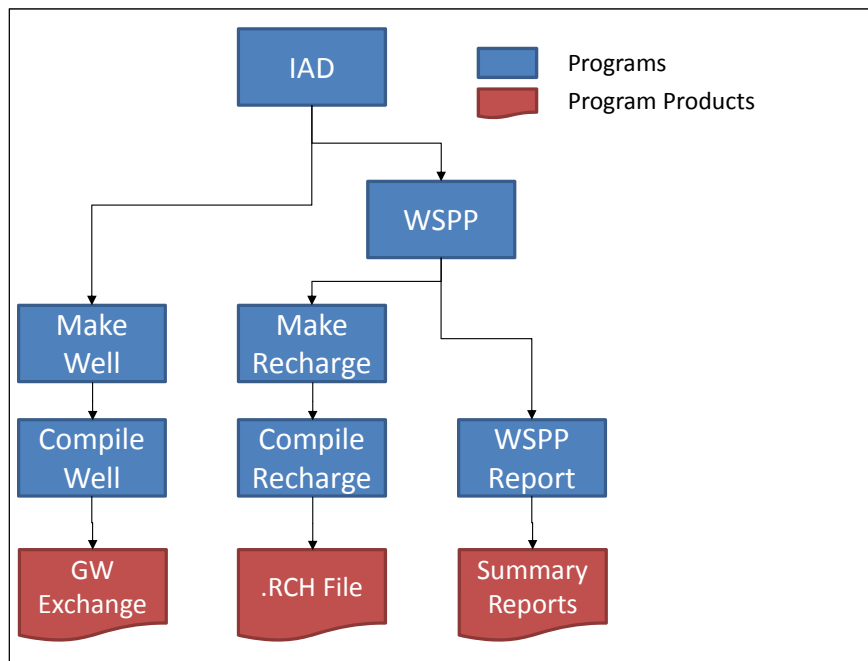 IAD
Programs
Program Products
WSPP
Make
Well
Make
Recharge
Compile
Well
Compile
Recharge
WSPP
Report
GW
Exchange
.RCH File
Summary
Reports